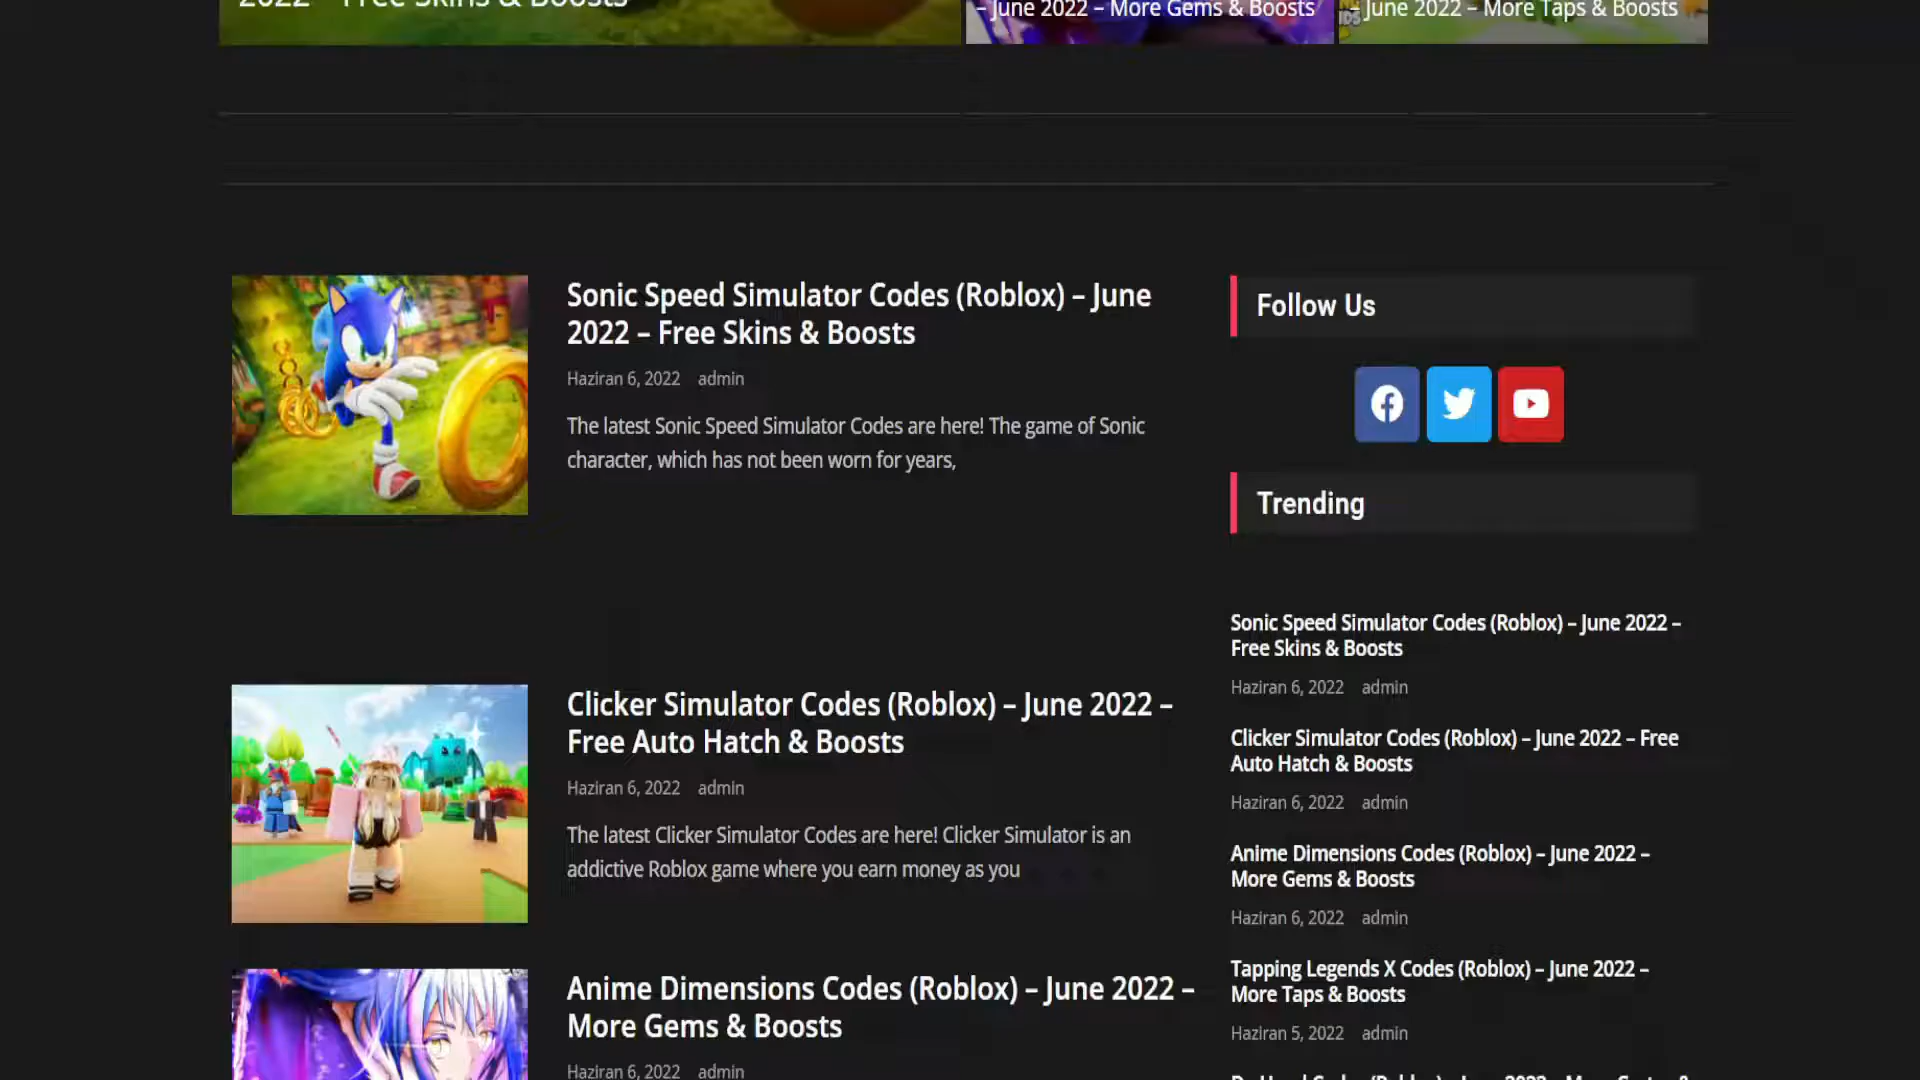 2022 – Free Skins & Boosts
– June 2022 – More Gems & Boosts
– June 2022 – More Taps & Boosts
Sonic Speed Simulator Codes (Roblox) – June
2022 – Free Skins & Boosts
Haziran 6, 2022 admin
The latest Sonic Speed Simulator Codes are here! The game of Sonic
character, which has not been worn for years,
Clicker Simulator Codes (Roblox) – June 2022 –
Free Auto Hatch & Boosts
Haziran 6, 2022 admin
The latest Clicker Simulator Codes are here! Clicker Simulator is an
addictive Roblox game where you earn money as you
Anime Dimensions Codes (Roblox) – June 2022 –
More Gems & Boosts
Haziran 6, 2022 admin
Follow Us
Trending
Sonic Speed Simulator Codes (Roblox) – June 2022 –
Free Skins & Boosts
Haziran 6, 2022 admin
Clicker Simulator Codes (Roblox) – June 2022 – Free
Auto Hatch & Boosts
Haziran 6, 2022 admin
Anime Dimensions Codes (Roblox) – June 2022 –
More Gems & Boosts
Haziran 6, 2022 admin
Tapping Legends X Codes (Roblox) – June 2022 –
More Taps & Boosts
Haziran 5, 2022 admin